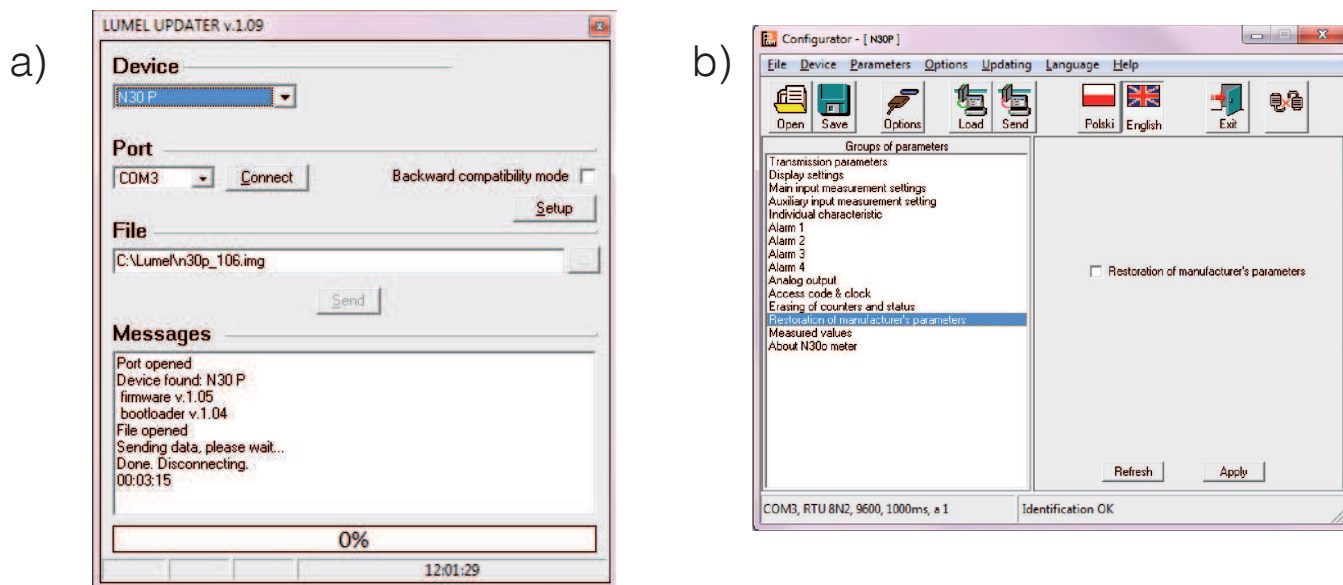 a)
LUMEL UPDATER v.1.09
Device
N30 P
Port
COM3
Connect
Backward compatibility mode
Setup
File
C:\Lumel\n30p_106.img
Send
Messages
Port opened
Device found: N30 P
firmware v.1.05
bootloader v.1.04
File opened
Sending data, please wait...
Done. Disconnecting.
00:03:15
0%
12:01:29
b)
Configurator - [ N30P ]
File Device Parameters Options Updating Language Help
Open Save Options Load Send Polski English Exit
Groups of parameters
Transmission parameters
Display settings
Main input measurement settings
Auxiliary input measurement setting
Individual characteristic
Alarm 1
Alarm 2
Alarm 3
Alarm 4
Analog output
Access code & clock
Erasing of counters and status
Restoration of manufacturer's parameters
Measured values
About N30o meter
Restoration of manufacturer's parameters
Refresh Apply
COM3, RTU 8N2, 9600, 1000ms, a 1 Identification OK